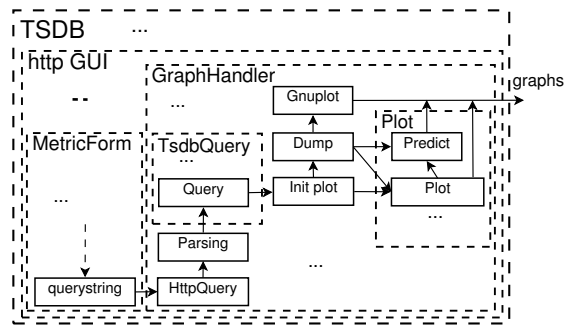 TSDB ...
http GUI
--
GraphHandler
...
Gnuplot
graphs
MetricForm
TsdbQuery
...
Dump
Plot
Predict
...
Query
Init plot
Plot
...
Parsing
...
querystring
HttpQuery